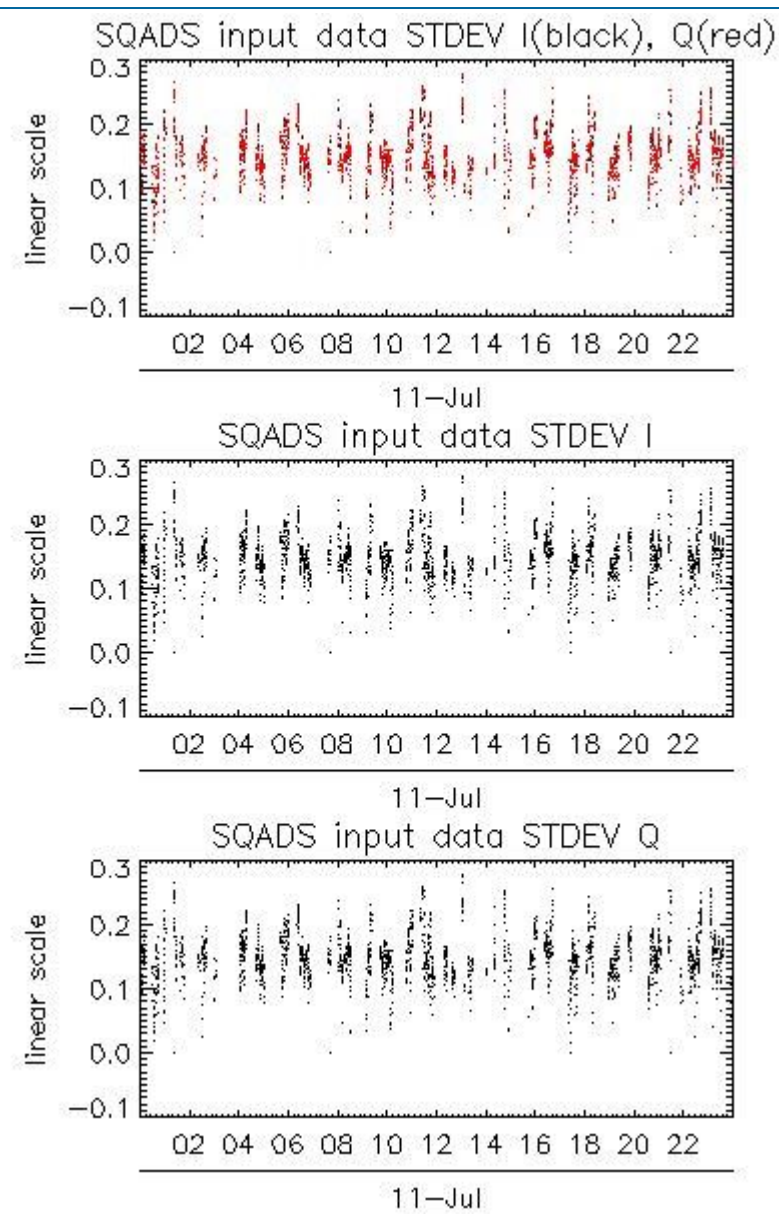 SQADS input data STDEV I(black), Q(red)
0.3
0.2
0.1
0.0
−0.1
linear scale
02 04 06 08 10 12 14 16 18 20 22
11−Jul
SQADS input data STDEV I
0.3
0.2
0.1
0.0
−0.1
linear scale
02 04 06 08 10 12 14 16 18 20 22
11−Jul
SQADS input data STDEV Q
0.3
0.2
0.1
0.0
−0.1
linear scale
02 04 06 08 10 12 14 16 18 20 22
11−Jul